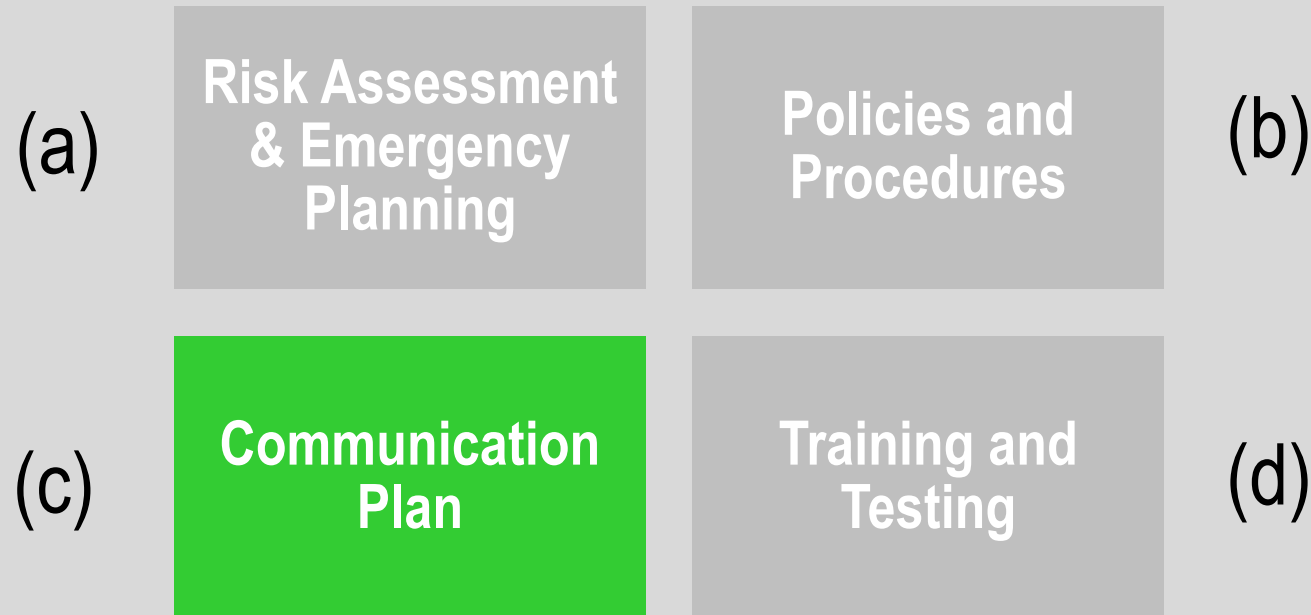 (a)
Risk Assessment
& Emergency
Planning
Policies and
Procedures
(b)
(c)
Communication
Plan
Training and
Testing
(d)